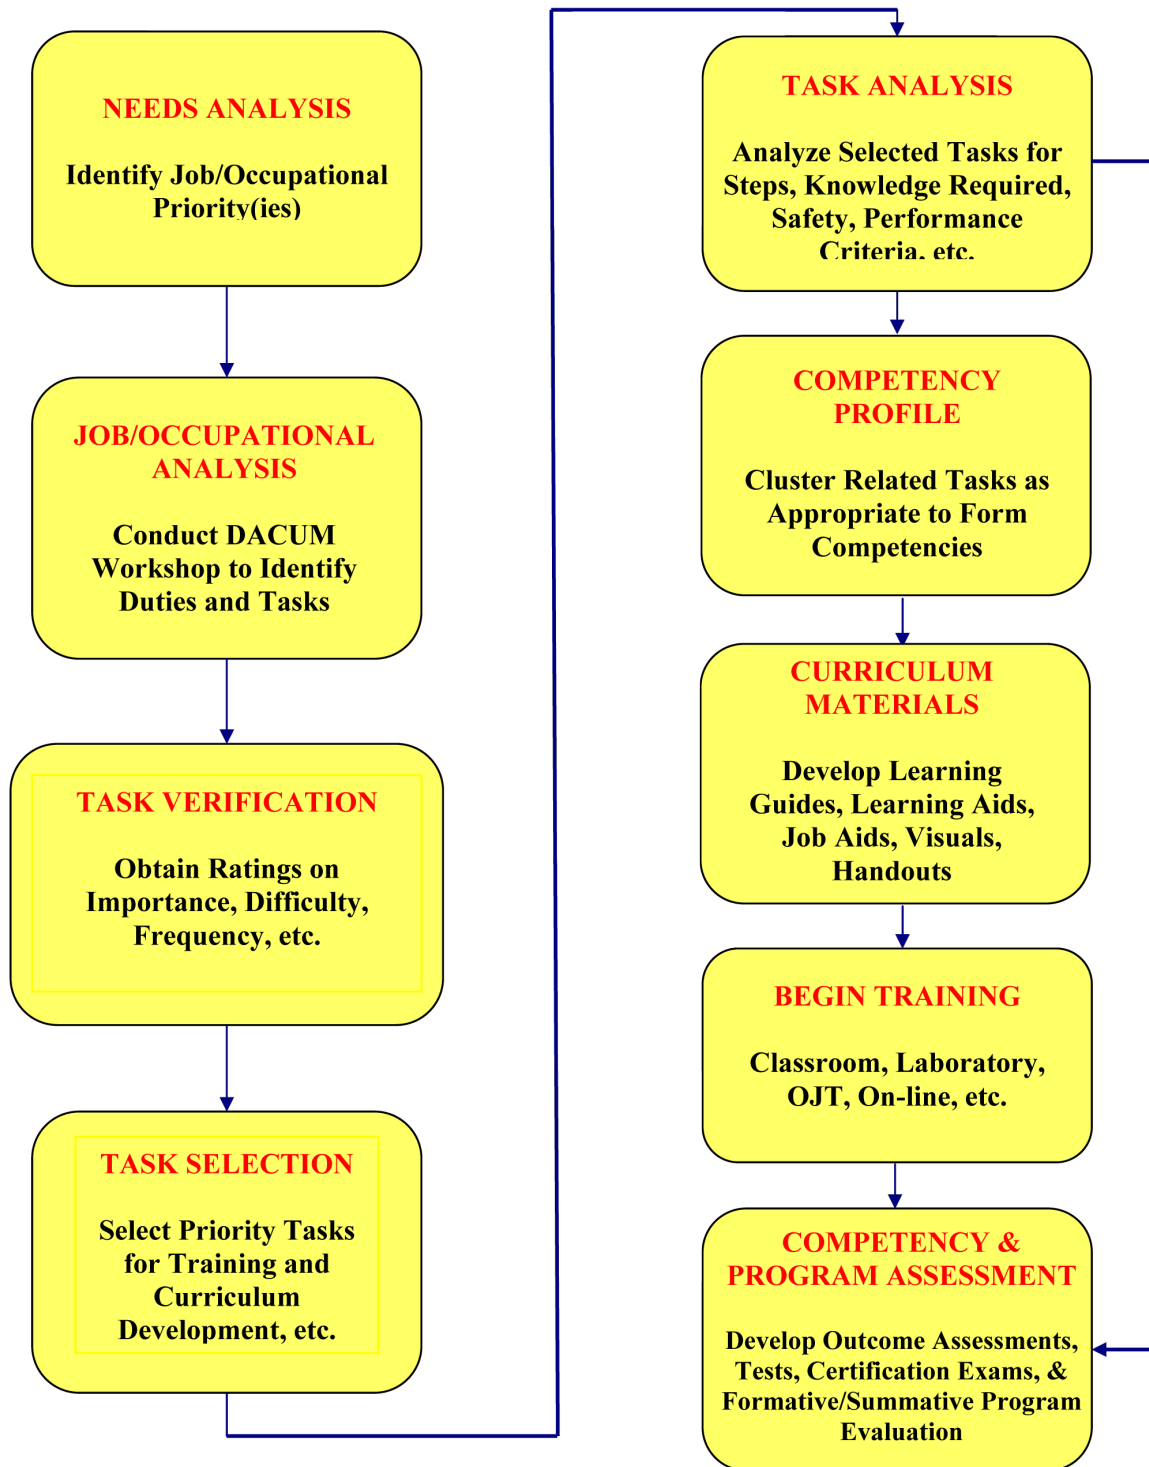 NEEDS ANALYSIS
Identify Job/Occupational
Priority(ies)
JOB/OCCUPATIONAL
ANALYSIS
Conduct DACUM
Workshop to Identify
Duties and Tasks
TASK VERIFICATION
Obtain Ratings on
Importance, Difficulty,
Frequency, etc.
TASK SELECTION
Select Priority Tasks
for Training and
Curriculum
Development, etc.
TASK ANALYSIS
Analyze Selected Tasks for
Steps, Knowledge Required,
Safety, Performance
Criteria, etc.
COMPETENCY
PROFILE
Cluster Related Tasks as
Appropriate to Form
Competencies
CURRICULUM
MATERIALS
Develop Learning
Guides, Learning Aids,
Job Aids, Visuals,
Handouts
BEGIN TRAINING
Classroom, Laboratory,
OJT, On-line, etc.
COMPETENCY &
PROGRAM ASSESSMENT
Develop Outcome Assessments,
Tests, Certification Exams, &
Formative/Summative Program
Evaluation